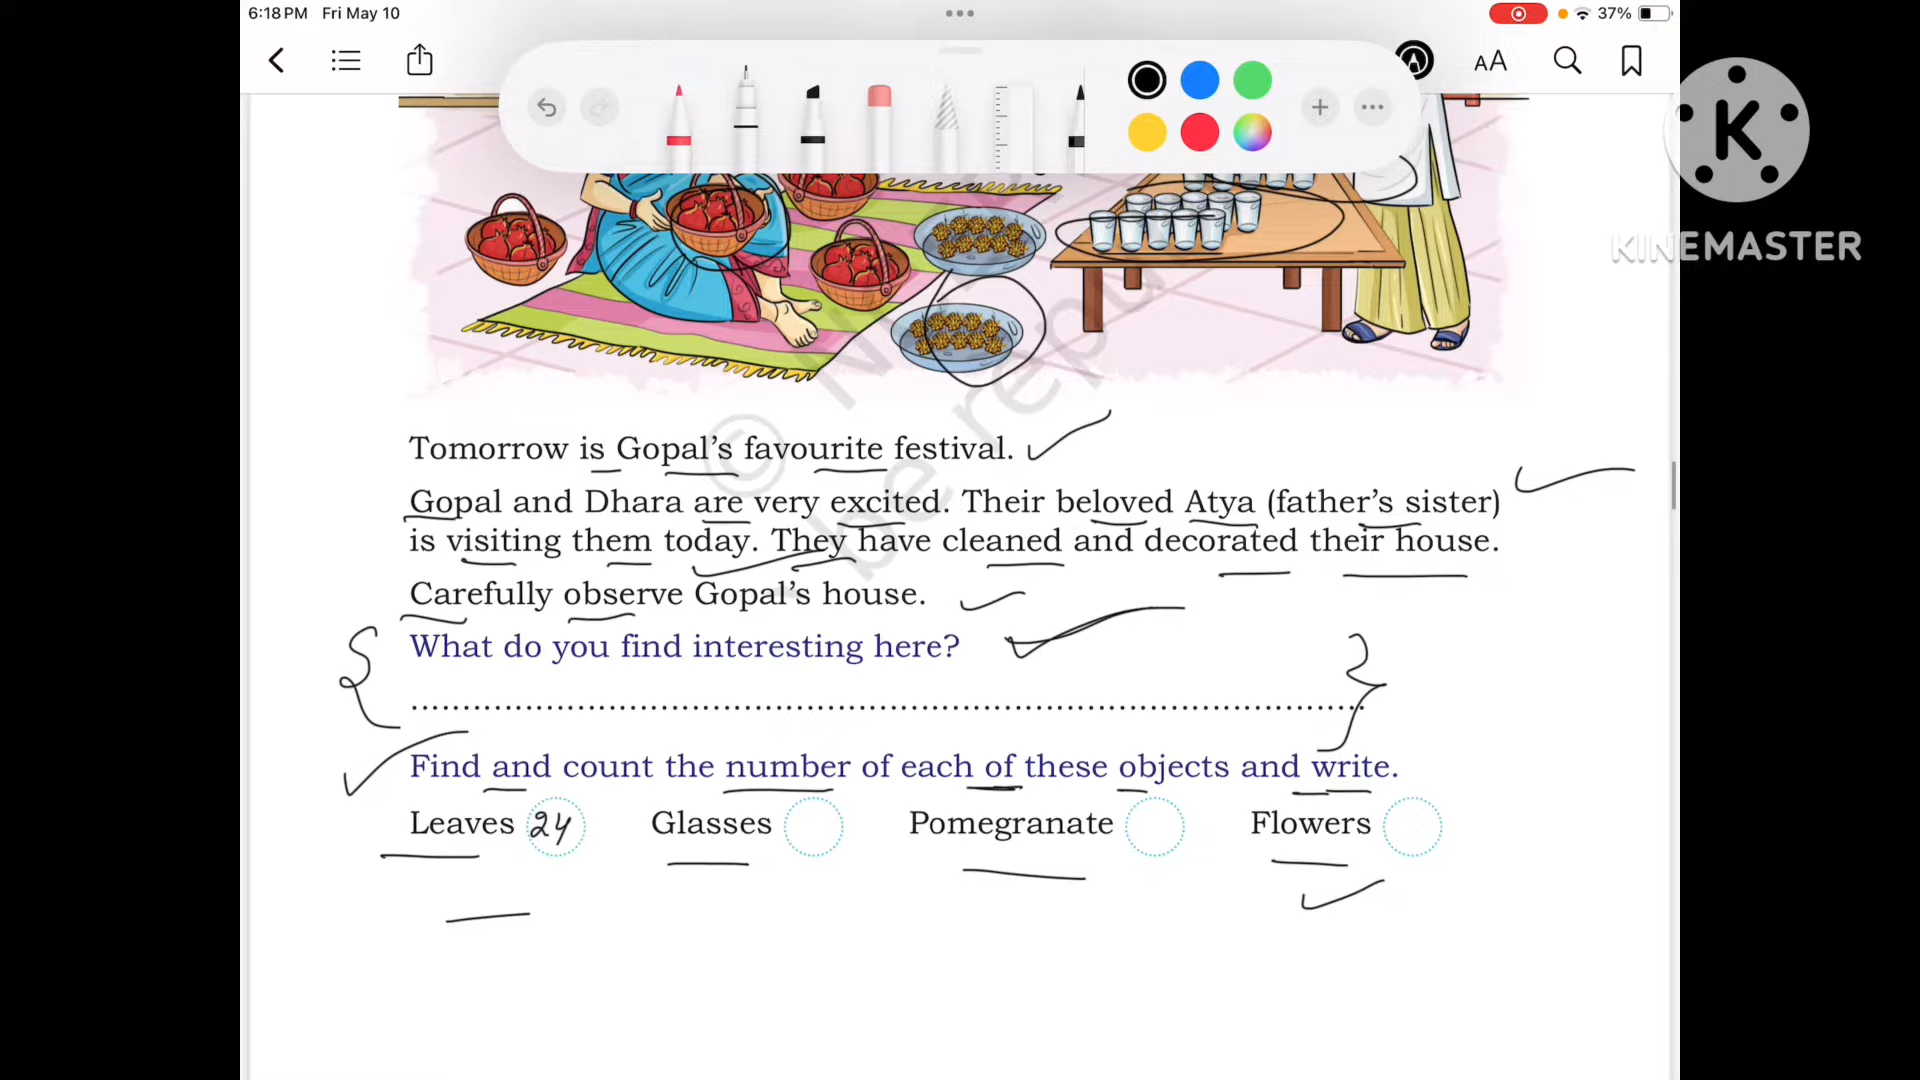 6:18 PM Fri May 10
37%
AA
K
KINEMASTER
Tomorrow is Gopal's favourite festival.
Gopal and Dhara are very excited. Their beloved Atya (father's sister)
is visiting them today. They have cleaned and decorated their house.
Carefully observe Gopal's house.
What do you find interesting here?
Find and count the number of each of these objects and write.
Leaves 24 Glasses Pomegranate Flowers